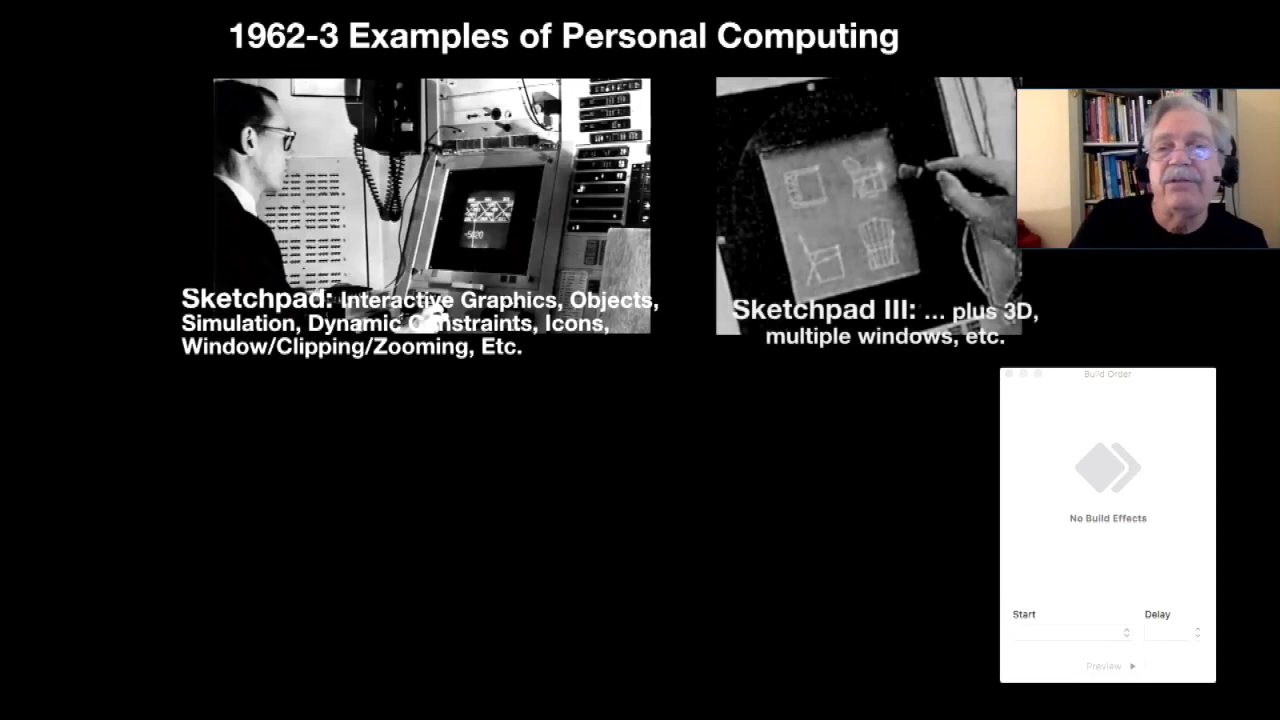 1962-3 Examples of Personal Computing
Sketchpad: Interactive Graphics, Objects,
Simulation, Dynamic Constraints, Icons,
Window/Clipping/Zooming, Etc.
Sketchpad III: ... plus 3D,
multiple windows, etc.
Build Order
No Build Effects
Start
Delay
Preview